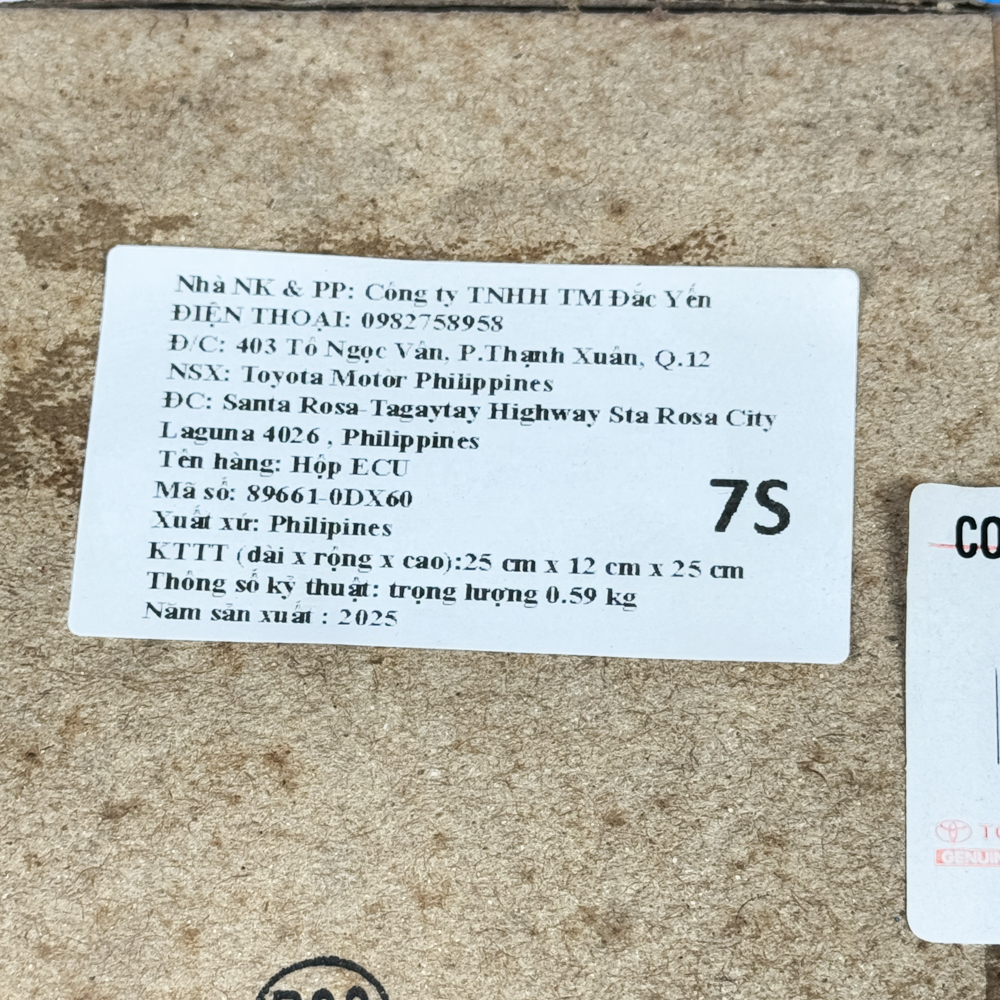 Nhà NK & PP: Công ty TNHH TM Đắc Yến
ĐIỆN THOẠI: 0982758958
Đ/C: 403 Tô Ngọc Vân, P.Thạnh Xuân, Q.12
NSX: Toyota Motor Philippines
ĐC: Santa Rosa-Tagaytay Highway Sta Rosa City
Laguna 4026 , Philippines
Tên hàng: Hộp ECU
Mã số: 89661-0DX60
7S
Xuất xứ: Philipines
KTTT (dài x rộng x cao):25 cm x 12 cm x 25 cm
Thông số kỹ thuật: trọng lượng 0.59 kg
Năm sản xuất : 2025
CO
TO
GENUIN